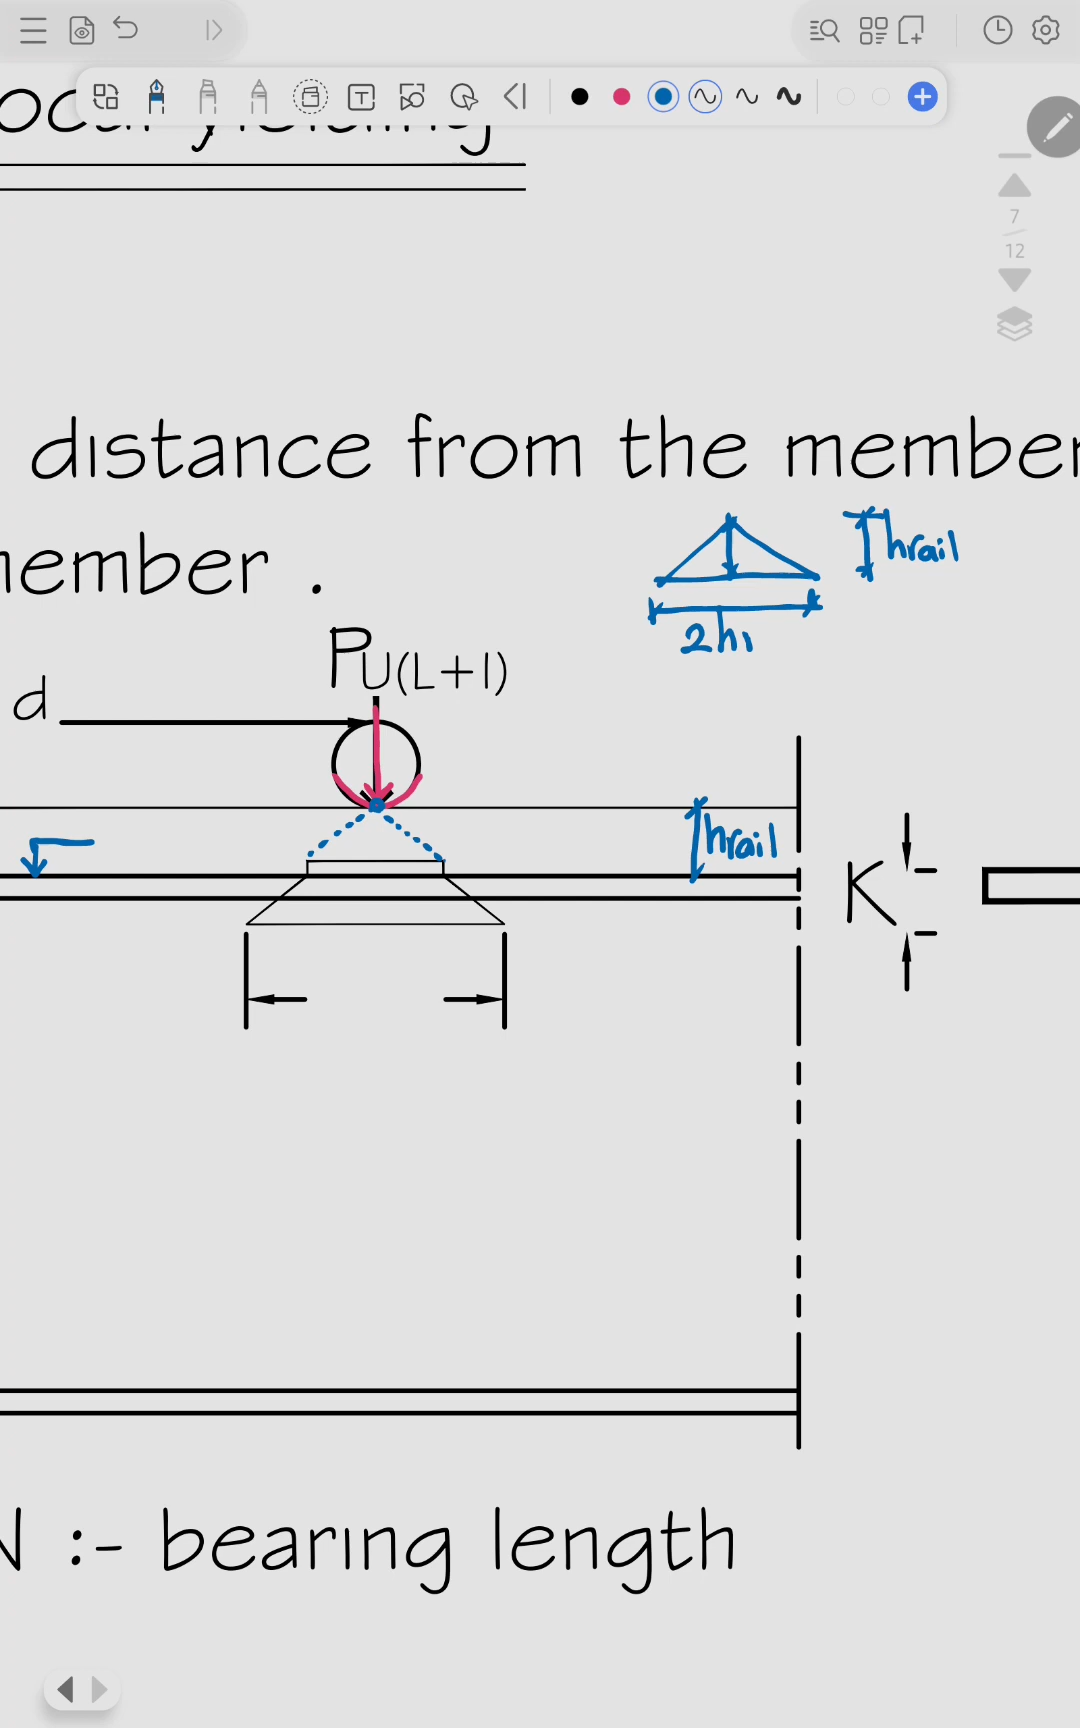 7
12
distance from the member
member .
hrail
2h1
PU(L+I)
d
hrail
K
N :- bearing length